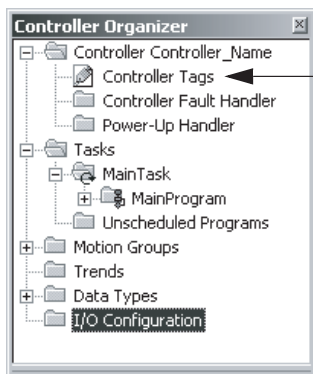 Controller Organizer
Controller Controller_Name
Controller Tags
Controller Fault Handler
Power-Up Handler
Tasks
MainTask
MainProgram
Unscheduled Programs
Motion Groups
Trends
Data Types
I/O Configuration